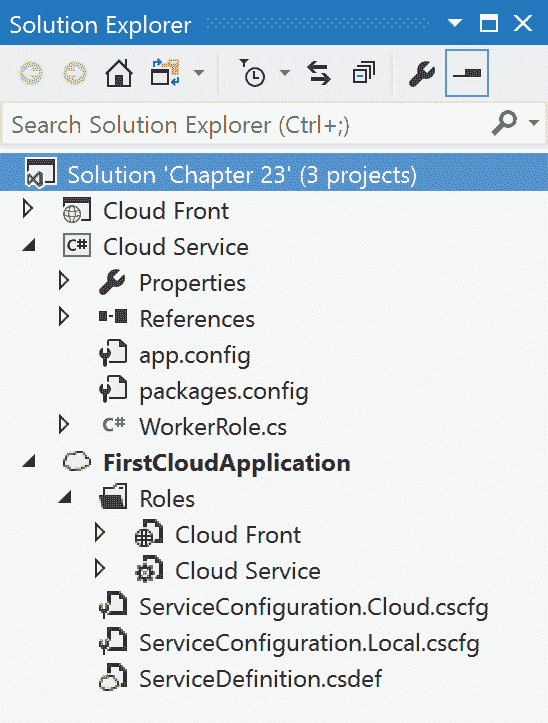 Solution Explorer
Search Solution Explorer (Ctrl+;)
Solution 'Chapter 23' (3 projects)
Cloud Front
C# Cloud Service
Properties
References
app.config
packages.config
C# WorkerRole.cs
FirstCloudApplication
Roles
Cloud Front
Cloud Service
ServiceConfiguration.Cloud.cscfg
ServiceConfiguration.Local.cscfg
ServiceDefinition.csdef